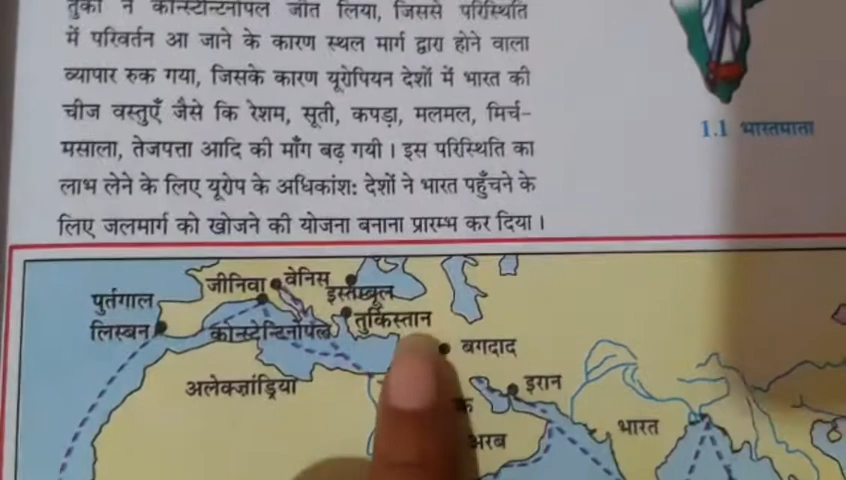 तुर्कों ने कोन्स्टेन्टिनोपल जीत लिया, जिससे परिस्थिति
में परिवर्तन आ जाने के कारण स्थल मार्ग द्वारा होने वाला
व्यापार रुक गया, जिसके कारण यूरोपियन देशों में भारत की
चीज वस्तुएँ जैसे कि रेशम, सूती, कपड़ा, मलमल, मिर्च-
मसाला, तेजपत्ता आदि की माँग बढ़ गयी । इस परिस्थिति का
लाभ लेने के लिए यूरोप के अधिकांश: देशों ने भारत पहुँचने के
लिए जलमार्ग को खोजने की योजना बनाना प्रारम्भ कर दिया ।
1.1 भारतमाता
पुर्तगाल
जीनिवा
वेनिस
इस्तम्बूल
लिस्बन
कोन्स्टेन्टिनोपल
तुर्किस्तान
बगदाद
अलेक्ज़ांड्रिया
ईरान
अरब
भारत